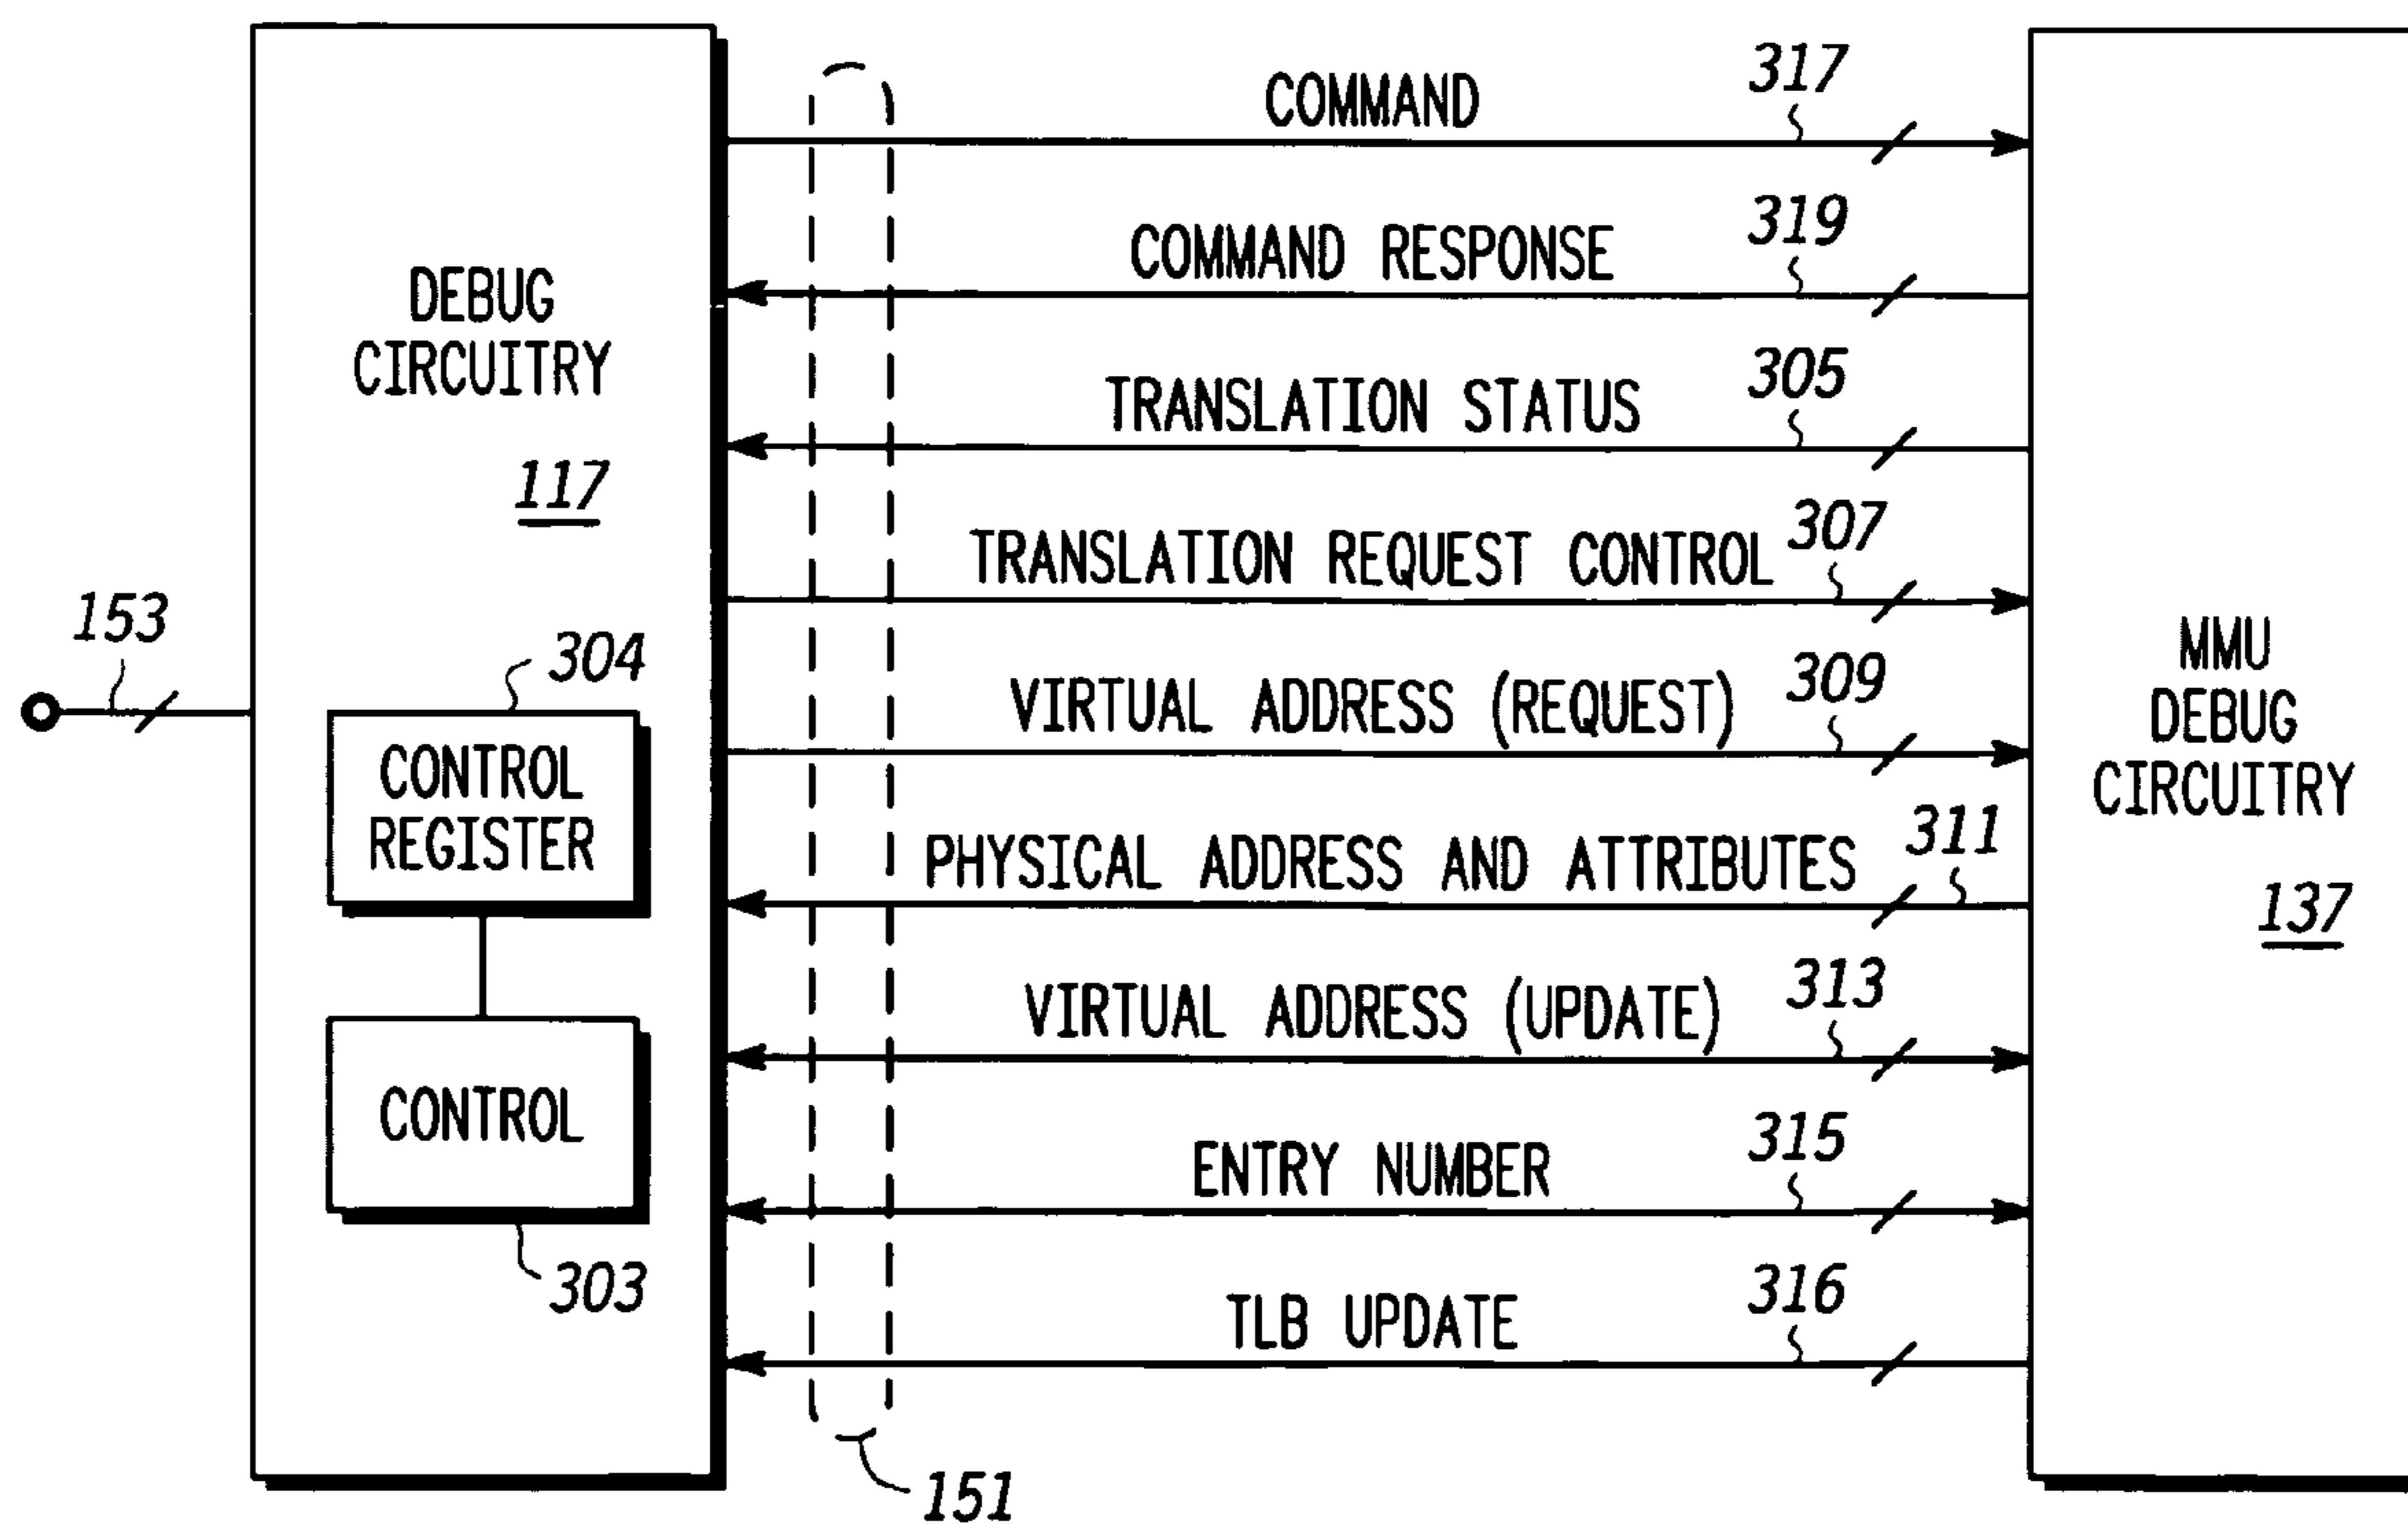 DEBUG
CIRCUITRY
117
153
304
CONTROL
REGISTER
CONTROL
303
COMMAND
317
COMMAND RESPONSE
319
TRANSLATION STATUS
305
TRANSLATION REQUEST CONTROL
307
VIRTUAL ADDRESS (REQUEST)
309
PHYSICAL ADDRESS AND ATTRIBUTES
311
VIRTUAL ADDRESS (UPDATE)
313
ENTRY NUMBER
315
TLB UPDATE
316
151
MMU
DEBUG
CIRCUITRY
137